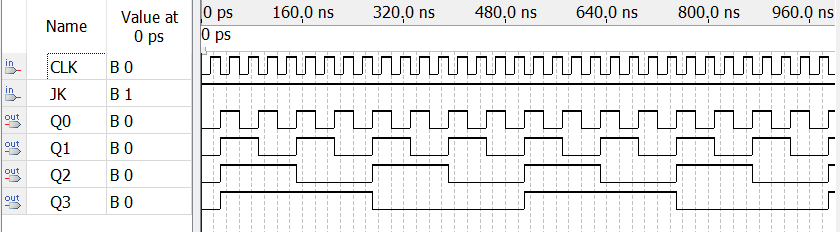 Name Value at 0 ps
0 ps 160.0 ns 320.0 ns 480.0 ns 640.0 ns 800.0 ns 960.0 ns
0 ps
in CLK B 0
in JK B 1
out Q0 B 0
out Q1 B 0
out Q2 B 0
out Q3 B 0